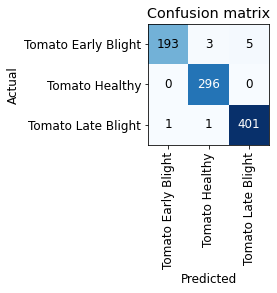 Confusion matrix
Tomato Early Blight 193 3 5
Tomato Healthy 0 296 0
Tomato Late Blight 1 1 401
Actual
Tomato Early Blight
Tomato Healthy
Tomato Late Blight
Predicted